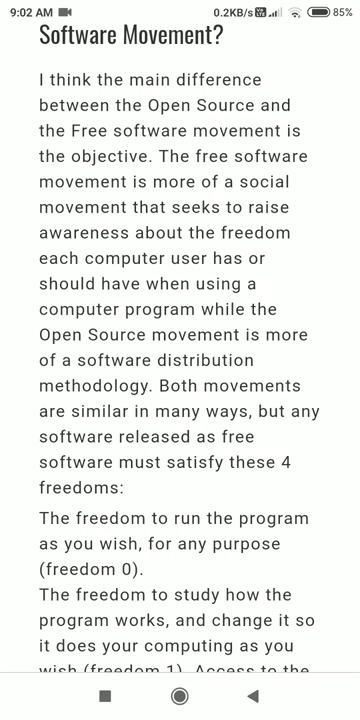 9:02 AM 0.2KB/s 85%
Software Movement?
I think the main difference
between the Open Source and
the Free software movement is
the objective. The free software
movement is more of a social
movement that seeks to raise
awareness about the freedom
each computer user has or
should have when using a
computer program while the
Open Source movement is more
of a software distribution
methodology. Both movements
are similar in many ways, but any
software released as free
software must satisfy these 4
freedoms:
The freedom to run the program
as you wish, for any purpose
(freedom 0).
The freedom to study how the
program works, and change it so
it does your computing as you
wish (freedom 1). Access to the